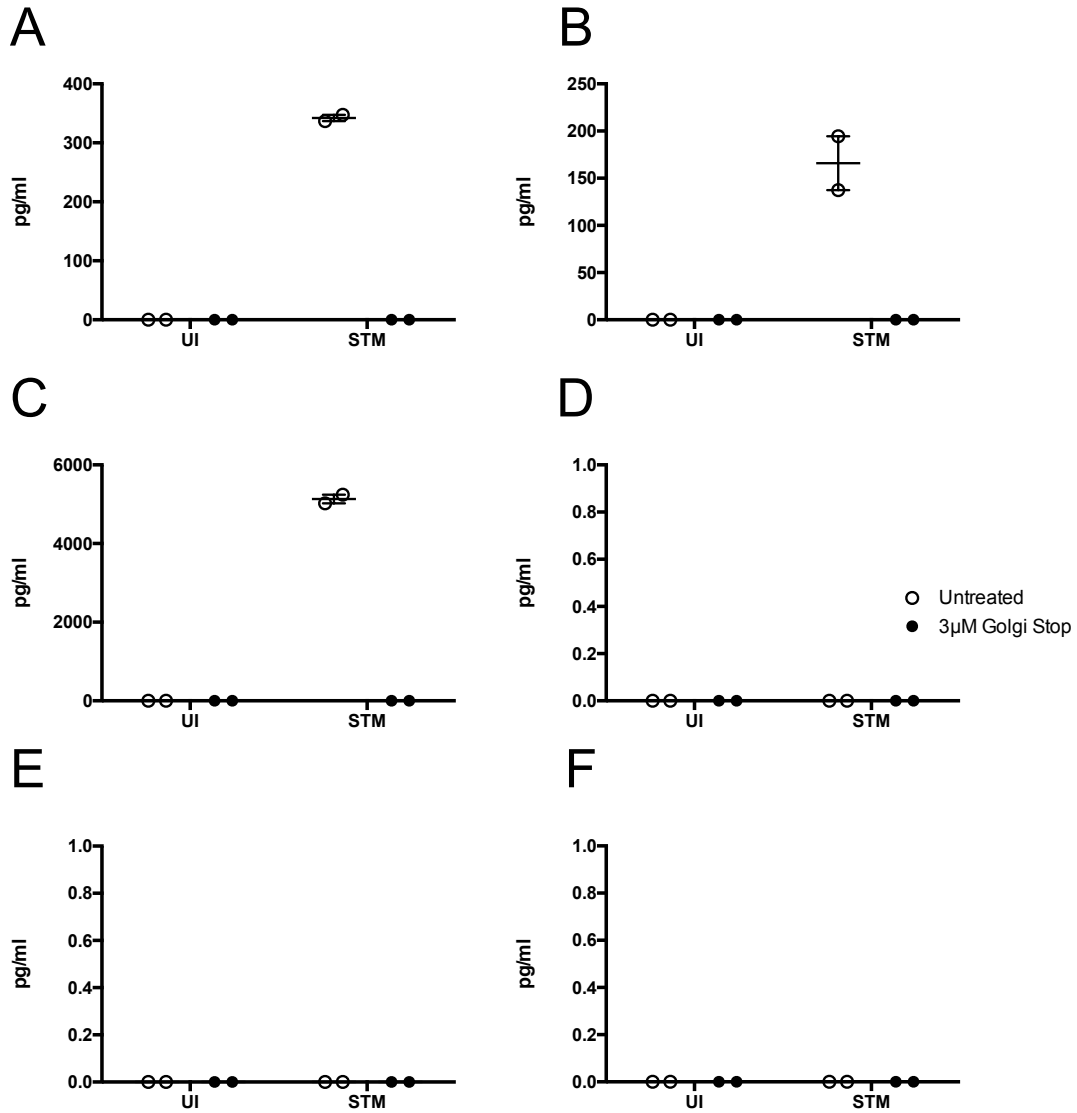 A
400
300
200
100
0
pg/ml
UI
STM
B
250
200
150
100
50
0
pg/ml
UI
STM
C
6000
4000
2000
0
pg/ml
UI
STM
D
1.0
0.8
0.6
0.4
0.2
0.0
pg/ml
UI
STM
Untreated
3µM Golgi Stop
E
1.0
0.8
0.6
0.4
0.2
0.0
pg/ml
UI
STM
F
1.0
0.8
0.6
0.4
0.2
0.0
pg/ml
UI
STM